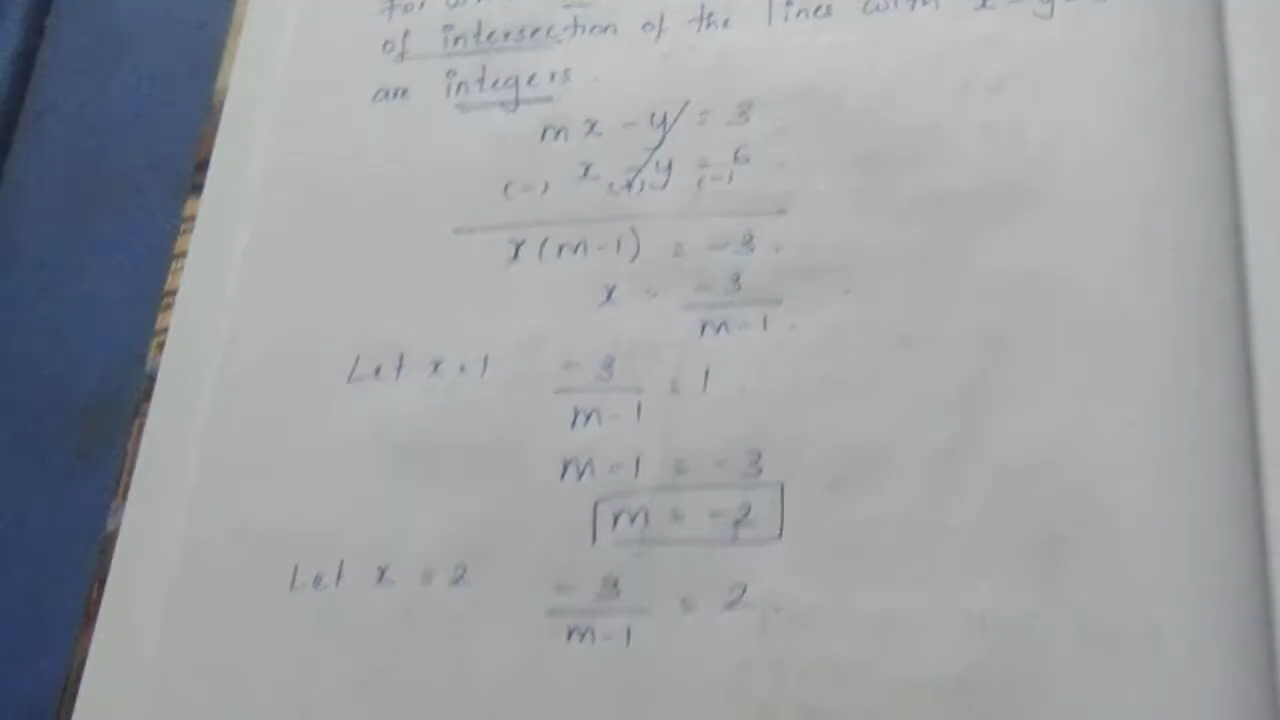 of intersection of the lines with x - y =
are integers.
mx - y = 3
(-) x (+)- y = 6 (-)
x(m-1) = -3.
x = -3/(m-1).
Let x = 1 -3/(m-1) = 1
m-1 = -3
m = -2
Let x = 2 -3/(m-1) = 2.